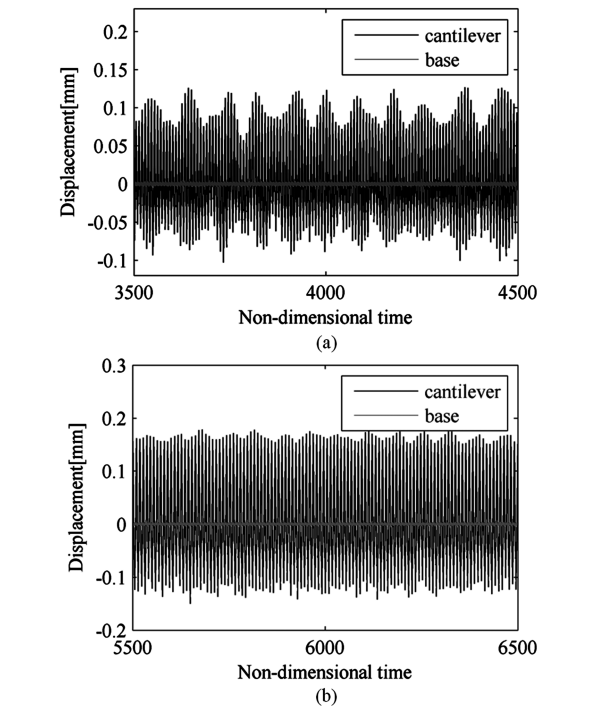 0.2
cantilever
0.15
base
0.1
0.05
0
-0.05
-0.1
3500 4000 4500
Displacement[mm]
Non-dimensional time
(a)
0.3
cantilever
0.2
base
0.1
0
-0.1
-0.2
5500 6000 6500
Displacement[mm]
Non-dimensional time
(b)